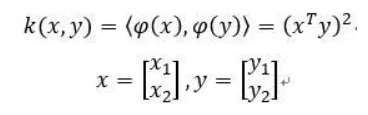 k(x, y) = ⟨φ(x), φ(y)⟩ = (xᵀy)².
x = [x₁ x₂], y = [y₁ y₂]↵